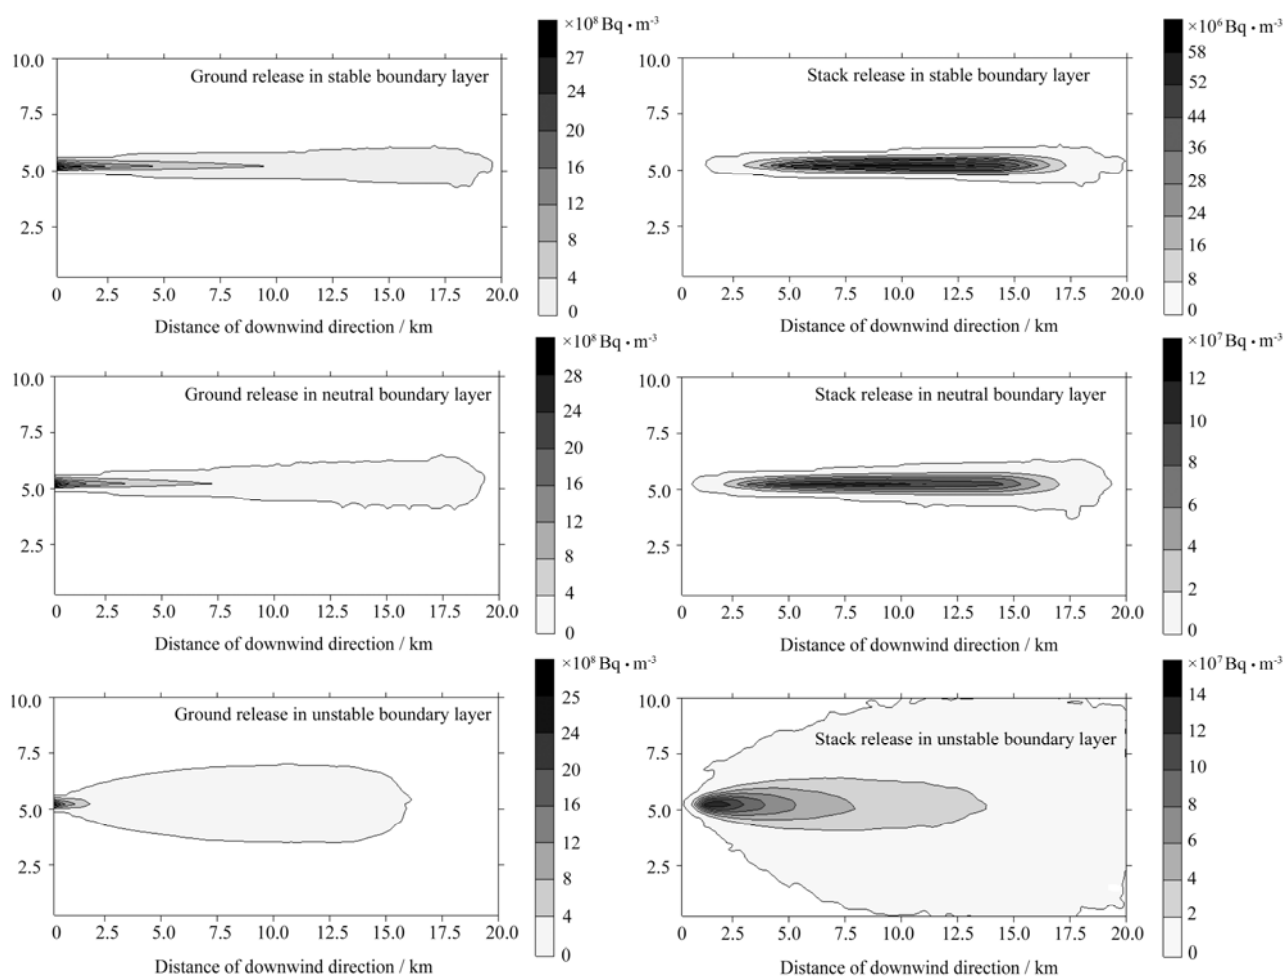 ×10⁸ Bq·m⁻³
×10⁶ Bq·m⁻³
10.0 Ground release in stable boundary layer 27
7.5 24
20
5.0 16
12
2.5 8
4
0
0 2.5 5.0 7.5 10.0 12.5 15.0 17.5 20.0
Distance of downwind direction / km
10.0 Stack release in stable boundary layer 58
7.5 52
44
5.0 36
28
2.5 24
16
8
0
0 2.5 5.0 7.5 10.0 12.5 15.0 17.5 20.0
Distance of downwind direction / km
×10⁸ Bq·m⁻³
10.0 Ground release in neutral boundary layer 28
7.5 24
20
5.0 16
12
2.5 8
4
0
0 2.5 5.0 7.5 10.0 12.5 15.0 17.5 20.0
Distance of downwind direction / km
×10⁷ Bq·m⁻³
10.0 Stack release in neutral boundary layer 12
7.5 10
8
5.0 6
4
2.5 2
0
0 2.5 5.0 7.5 10.0 12.5 15.0 17.5 20.0
Distance of downwind direction / km
×10⁸ Bq·m⁻³
10.0 Ground release in unstable boundary layer 25
7.5 24
20
5.0 16
12
2.5 8
4
0
0 2.5 5.0 7.5 10.0 12.5 15.0 17.5 20.0
Distance of downwind direction / km
×10⁷ Bq·m⁻³
10.0 Stack release in unstable boundary layer 14
7.5 12
10
5.0 8
6
2.5 4
2
0
0 2.5 5.0 7.5 10.0 12.5 15.0 17.5 20.0
Distance of downwind direction / km